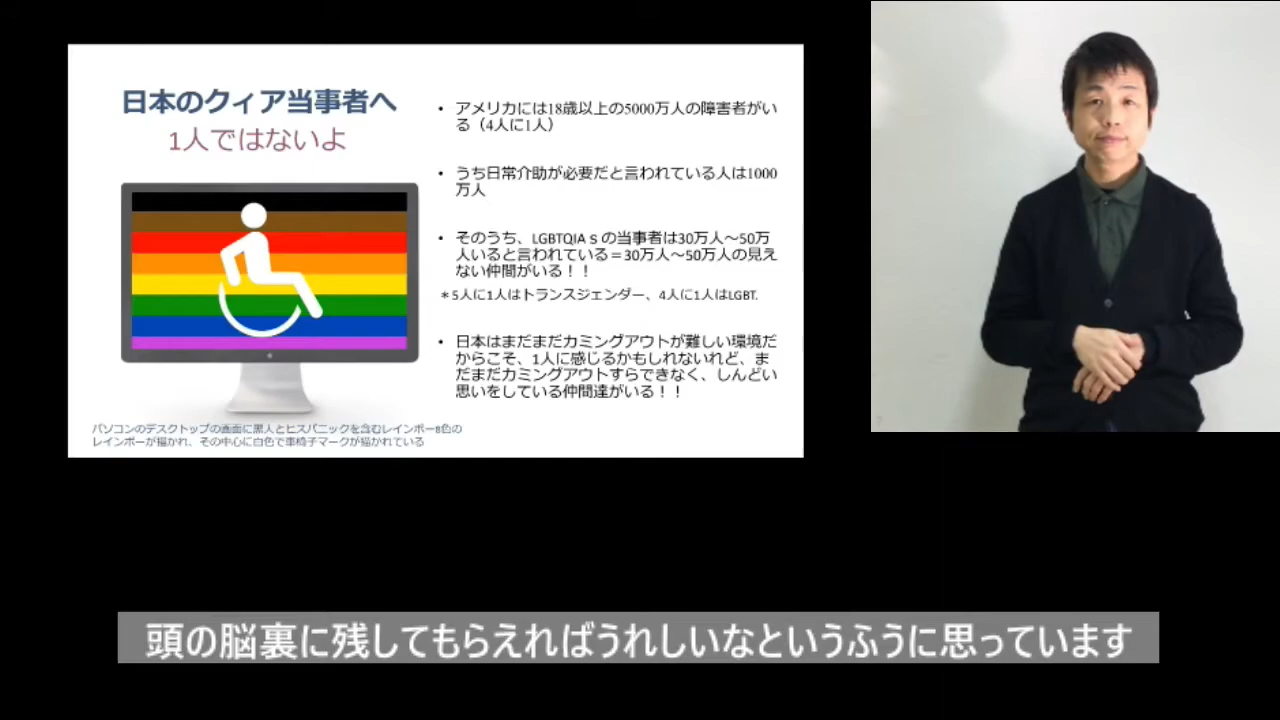 日本のクィア当事者へ
1人ではないよ
• アメリカには18歳以上の5000万人の障害者がい
る（4人に1人）
• うち日常介助が必要だと言われている人は1000
万人
• そのうち、LGBTQIAｓの当事者は30万人～50万
人いると言われている＝30万人～50万人の見え
ない仲間がいる！！
＊5人に1人はトランスジェンダー、4人に1人はLGBT.
• 日本はまだまだカミングアウトが難しい環境だ
からこそ、1人に感じるかもしれないれど、ま
だまだカミングアウトすらできなく、しんどい
思いをしている仲間達がいる！！
パソコンのデスクトップの画面に黒人とヒスパニックを含むレインボー8色の
レインボーが描かれ、その中心に白色で車椅子マークが描かれている
頭の脳裏に残してもらえればうれしいなというふうに思っています